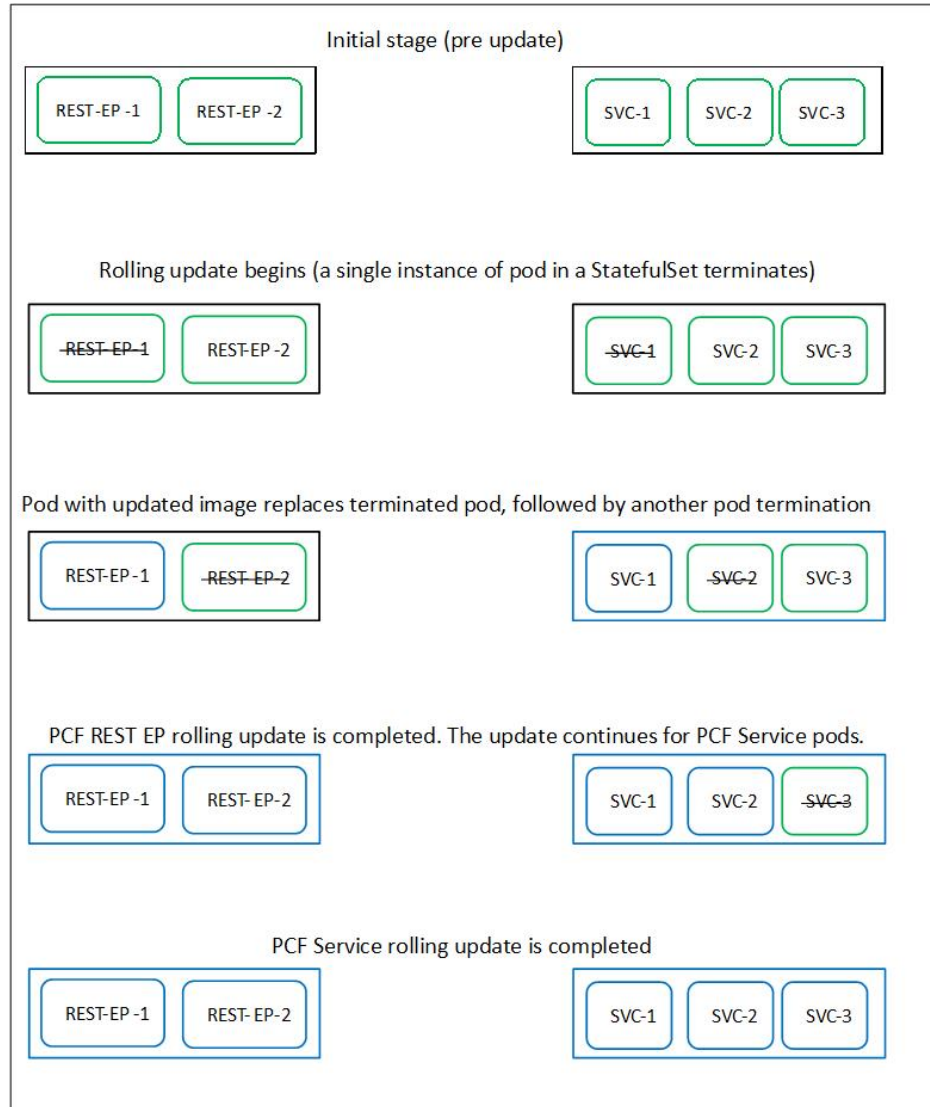 Initial stage (pre update)
REST-EP -1 REST-EP -2 SVC-1 SVC-2 SVC-3
Rolling update begins (a single instance of pod in a StatefulSet terminates)
REST- EP-1 REST-EP -2 SVC-1 SVC-2 SVC-3
Pod with updated image replaces terminated pod, followed by another pod termination
REST-EP -1 REST- EP-2 SVC-1 SVC-2 SVC-3
PCF REST EP rolling update is completed. The update continues for PCF Service pods.
REST-EP -1 REST- EP-2 SVC-1 SVC-2 SVC-3
PCF Service rolling update is completed
REST-EP -1 REST- EP-2 SVC-1 SVC-2 SVC-3